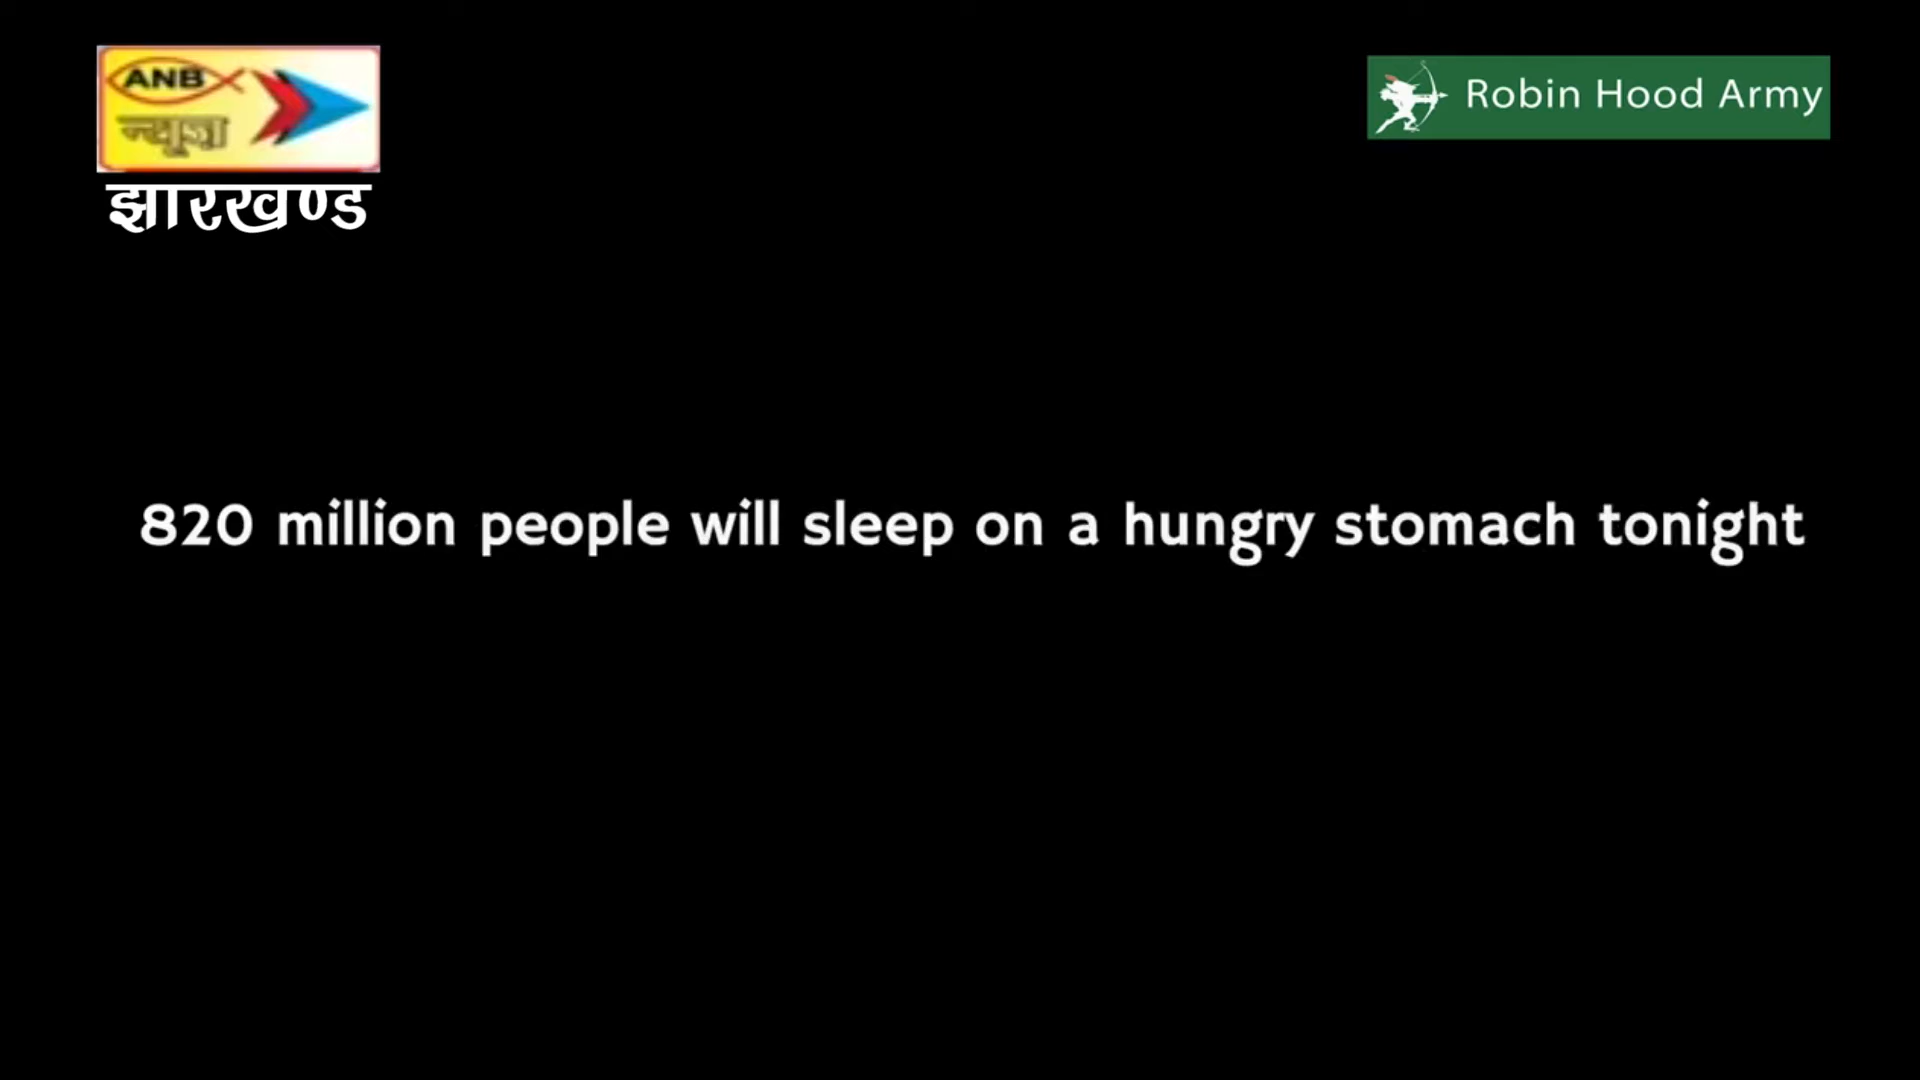 ANB
न्यूज़
झारखण्ड
Robin Hood Army
820 million people will sleep on a hungry stomach tonight